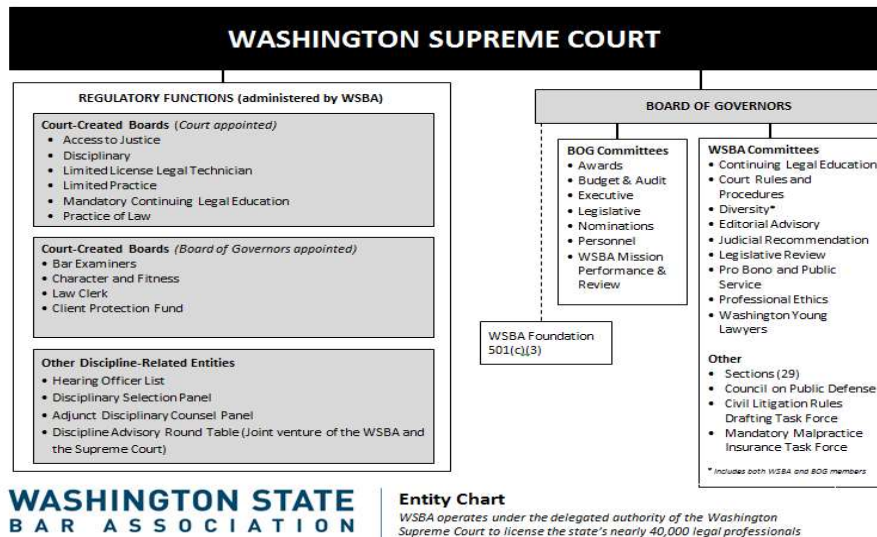 WASHINGTON SUPREME COURT
REGULATORY FUNCTIONS (administered by WSBA)
Court-Created Boards (Court appointed)
• Access to Justice
• Disciplinary
• Limited License Legal Technician
• Limited Practice
• Mandatory Continuing Legal Education
• Practice of Law
Court-Created Boards (Board of Governors appointed)
• Bar Examiners
• Character and Fitness
• Law Clerk
• Client Protection Fund
Other Discipline-Related Entities
• Hearing Officer List
• Disciplinary Selection Panel
• Adjunct Disciplinary Counsel Panel
• Discipline Advisory Round Table (Joint venture of the WSBA and
the Supreme Court)
BOARD OF GOVERNORS
BOG Committees
• Awards
• Budget & Audit
• Executive
• Legislative
• Nominations
• Personnel
• WSBA Mission
Performance &
Review
WSBA Foundation
501(c)(3)
WSBA Committees
• Continuing Legal Education
• Court Rules and
Procedures
• Diversity*
• Editorial Advisory
• Judicial Recommendation
• Legislative Review
• Pro Bono and Public
Service
• Professional Ethics
• Washington Young
Lawyers
Other
• Sections (29)
• Council on Public Defense
• Civil Litigation Rules
Drafting Task Force
• Mandatory Malpractice
Insurance Task Force
* Includes both WSBA and BOG members
WASHINGTON STATE
BAR ASSOCIATION
Entity Chart
WSBA operates under the delegated authority of the Washington
Supreme Court to license the state's nearly 40,000 legal professionals